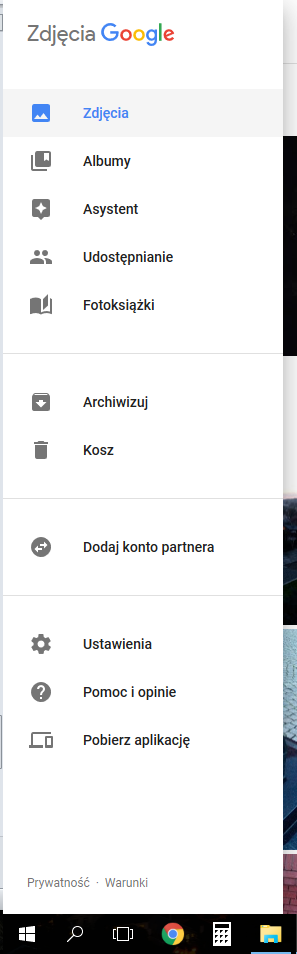 Zdjęcia Google
Zdjęcia
Albumy
Asystent
Udostępnianie
Fotoksiążki
Archiwizuj
Kosz
Dodaj konto partnera
Ustawienia
Pomoc i opinie
Pobierz aplikację
Prywatność · Warunki